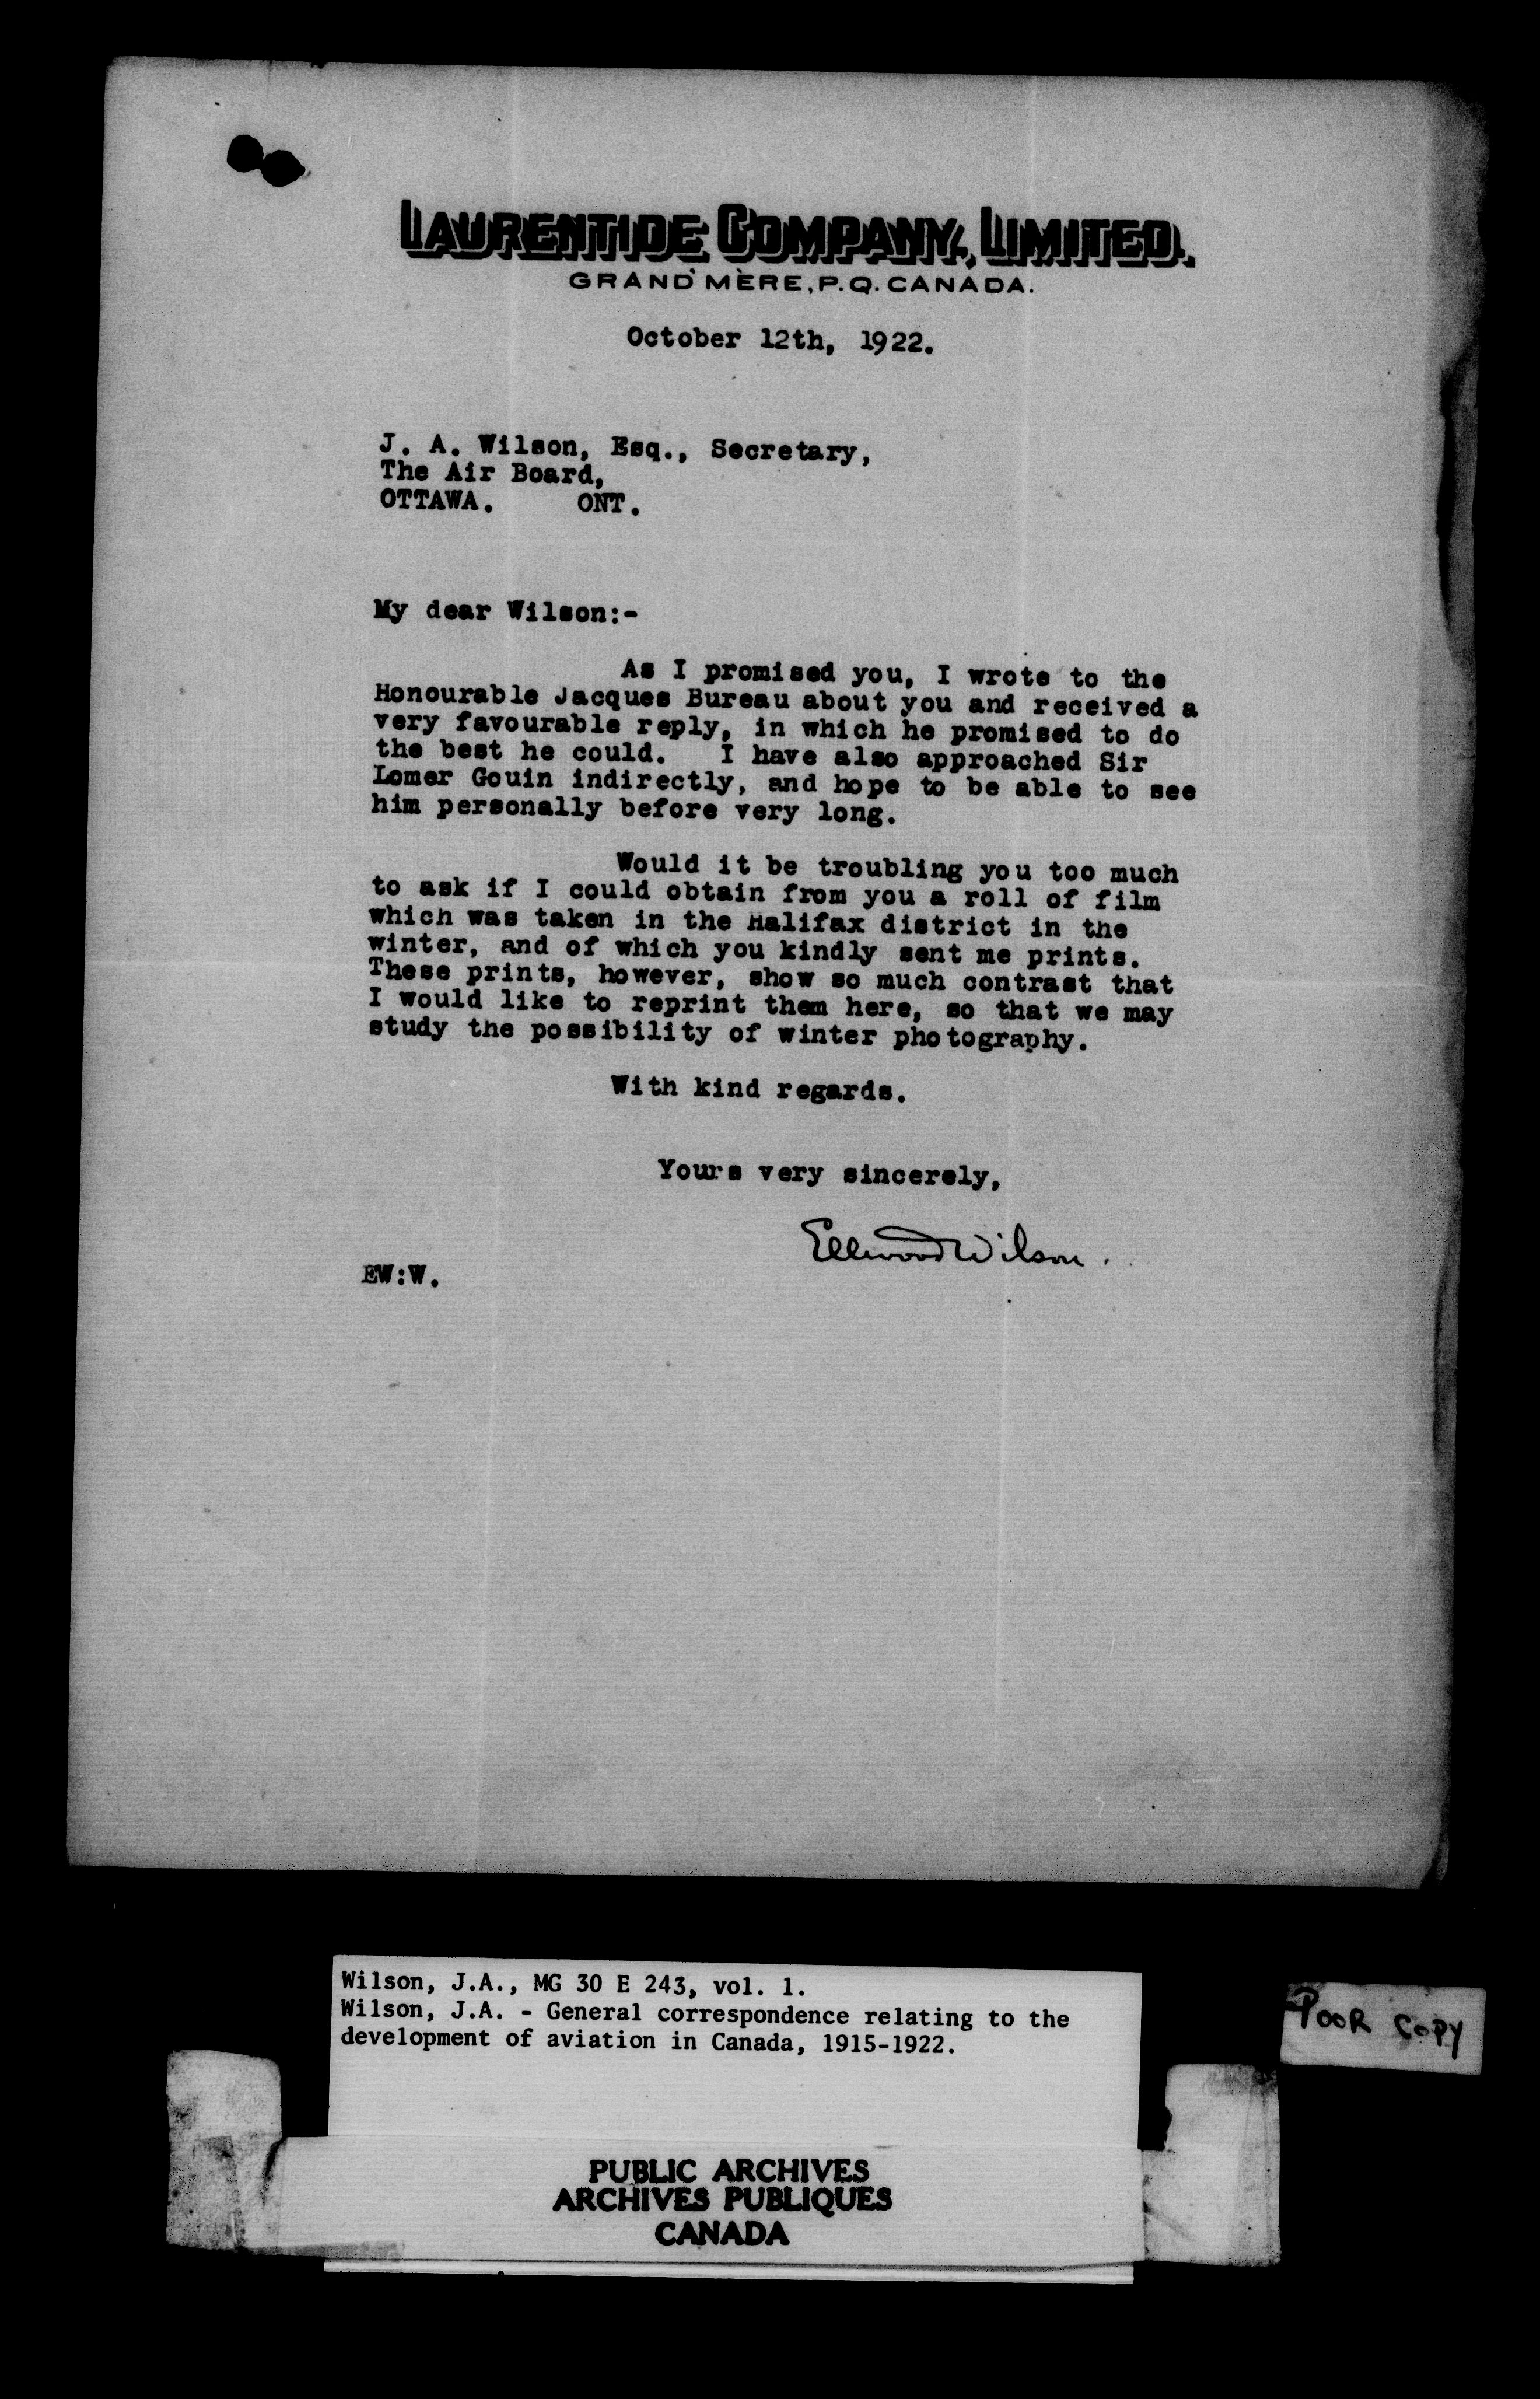 LAURENTIDE COMPANY, LIMITED.
GRAND'MÈRE, P.Q. CANADA.
October 12th, 1922.
J. A. Wilson, Esq., Secretary,
The Air Board,
OTTAWA. ONT.
My dear Wilson:-
As I promised you, I wrote to the
Honourable Jacques Bureau about you and received a
very favourable reply, in which he promised to do
the best he could. I have also approached Sir
Lomer Gouin indirectly, and hope to be able to see
him personally before very long.
Would it be troubling you too much
to ask if I could obtain from you a roll of film
which was taken in the Halifax district in the
winter, and of which you kindly sent me prints.
These prints, however, show so much contrast that
I would like to reprint them here, so that we may
study the possibility of winter photography.
With kind regards.
Yours very sincerely,
Ellwood Wilson.
EW:W.
Wilson, J.A., MG 30 E 243, vol. 1.
Wilson, J.A. - General correspondence relating to the
development of aviation in Canada, 1915-1922.
POOR COPY
PUBLIC ARCHIVES
ARCHIVES PUBLIQUES
CANADA